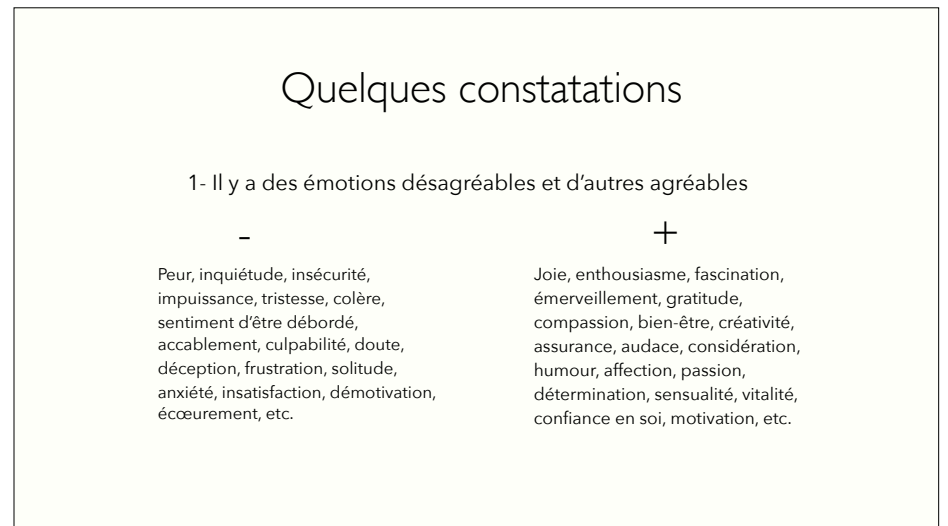 Quelques constatations
1- Il y a des émotions désagréables et d’autres agréables
-
Peur, inquiétude, insécurité,
impuissance, tristesse, colère,
sentiment d’être débordé,
accablement, culpabilité, doute,
déception, frustration, solitude,
anxiété, insatisfaction, démotivation,
écœurement, etc.
+
Joie, enthousiasme, fascination,
émerveillement, gratitude,
compassion, bien-être, créativité,
assurance, audace, considération,
humour, affection, passion,
détermination, sensualité, vitalité,
confiance en soi, motivation, etc.